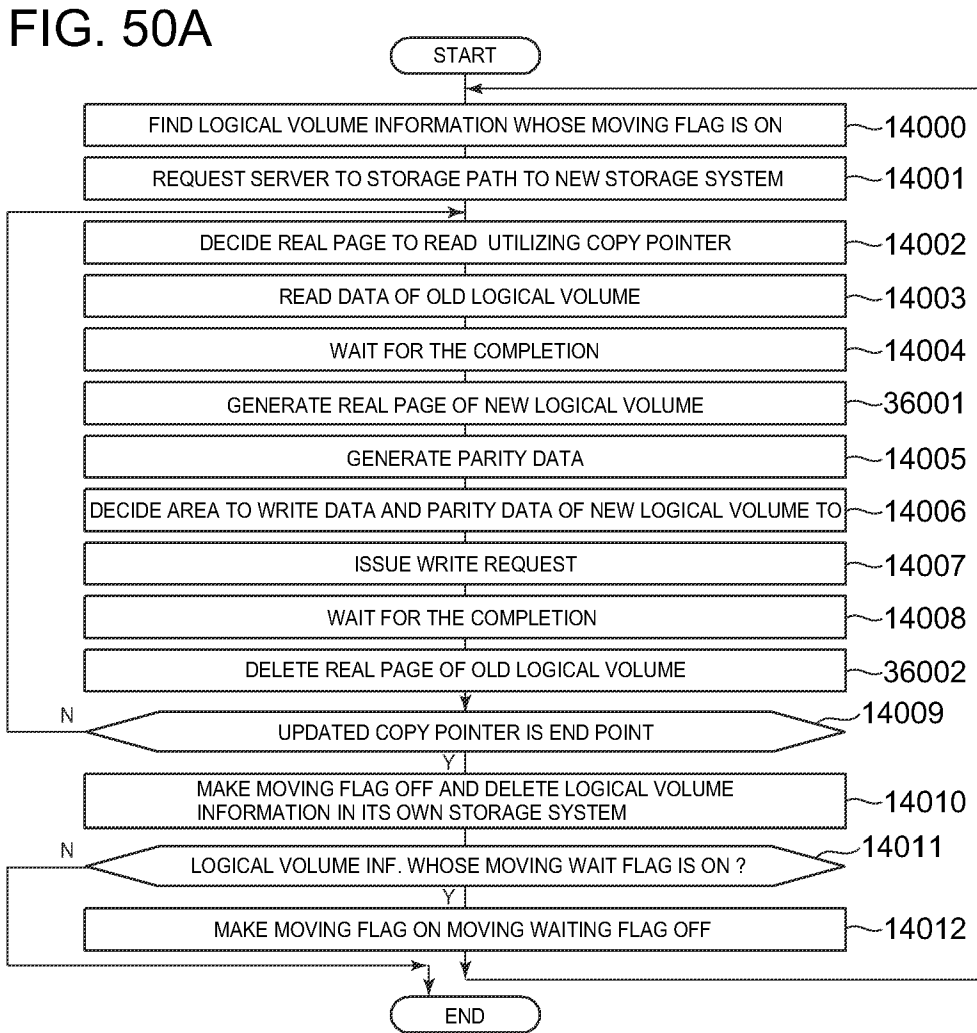 FIG. 50A
START
FIND LOGICAL VOLUME INFORMATION WHOSE MOVING FLAG IS ON 14000
REQUEST SERVER TO STORAGE PATH TO NEW STORAGE SYSTEM 14001
DECIDE REAL PAGE TO READ UTILIZING COPY POINTER 14002
READ DATA OF OLD LOGICAL VOLUME 14003
WAIT FOR THE COMPLETION 14004
GENERATE REAL PAGE OF NEW LOGICAL VOLUME 36001
GENERATE PARITY DATA 14005
DECIDE AREA TO WRITE DATA AND PARITY DATA OF NEW LOGICAL VOLUME TO 14006
ISSUE WRITE REQUEST 14007
WAIT FOR THE COMPLETION 14008
DELETE REAL PAGE OF OLD LOGICAL VOLUME 36002
N UPDATED COPY POINTER IS END POINT 14009
Y
MAKE MOVING FLAG OFF AND DELETE LOGICAL VOLUME
INFORMATION IN ITS OWN STORAGE SYSTEM 14010
N LOGICAL VOLUME INF. WHOSE MOVING WAIT FLAG IS ON ? 14011
Y
MAKE MOVING FLAG ON MOVING WAITING FLAG OFF 14012
END